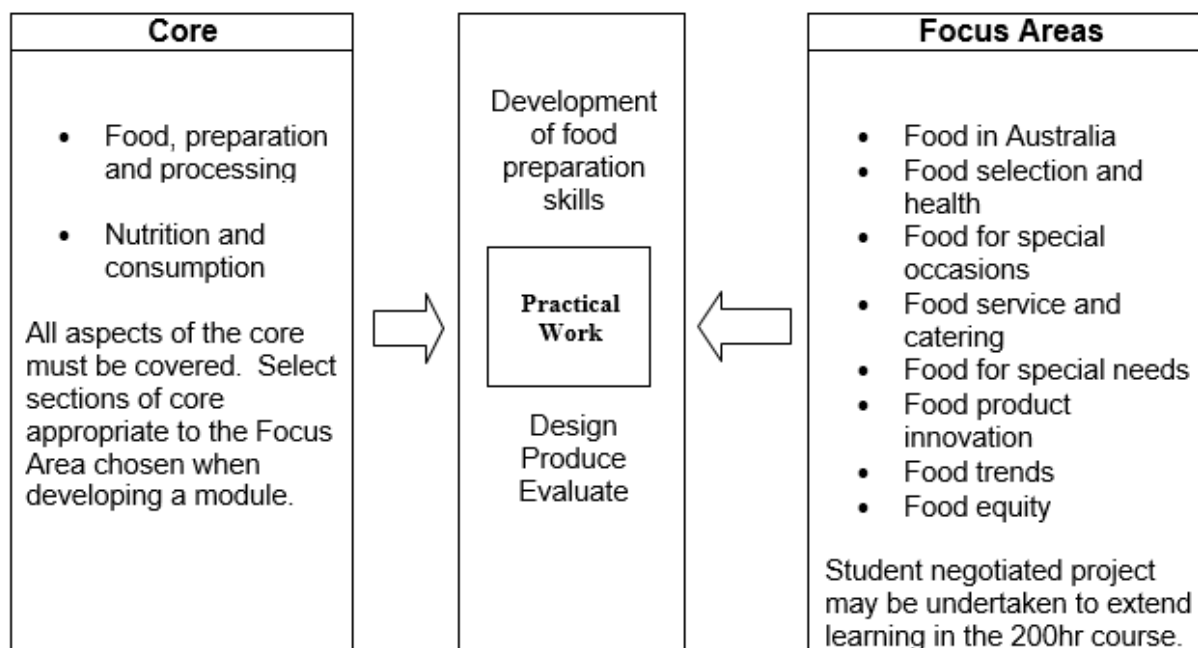 Core
• Food, preparation
and processing
• Nutrition and
consumption
All aspects of the core
must be covered.  Select
sections of core
appropriate to the Focus
Area chosen when
developing a module.
Development
of food
preparation
skills
Practical
Work
Design
Produce
Evaluate
Focus Areas
• Food in Australia
• Food selection and
health
• Food for special
occasions
• Food service and
catering
• Food for special needs
• Food product
innovation
• Food trends
• Food equity
Student negotiated project
may be undertaken to extend
learning in the 200hr course.